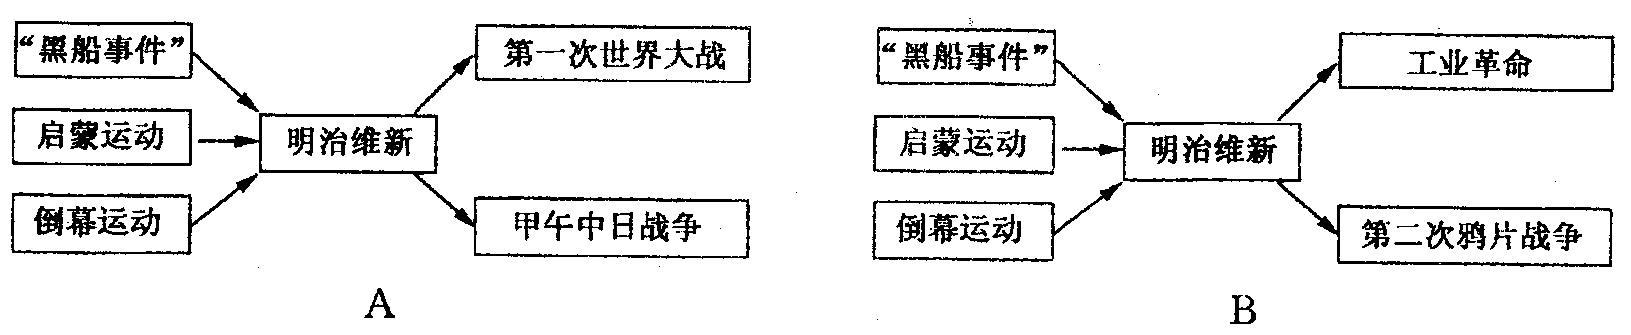 “黑船事件”
启蒙运动
倒幕运动
明治维新
第一次世界大战
甲午中日战争
A
“黑船事件”
启蒙运动
倒幕运动
明治维新
工业革命
第二次鸦片战争
B